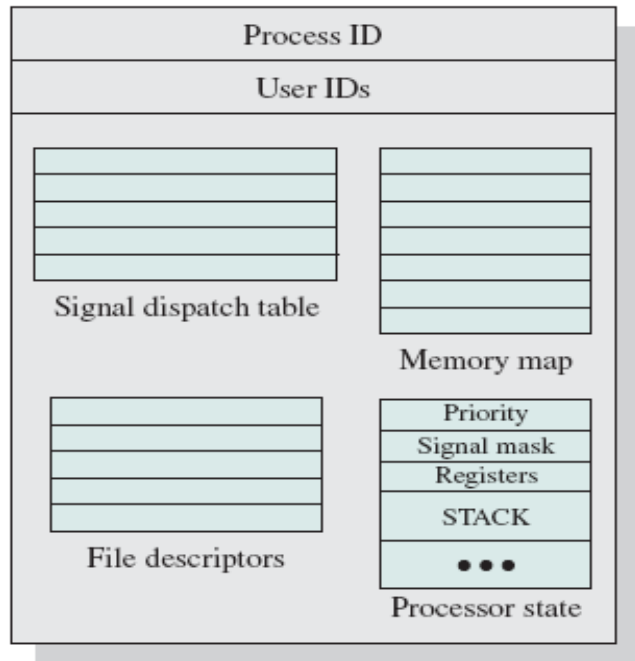 Process ID
User IDs
Signal dispatch table
Memory map
File descriptors
Priority
Signal mask
Registers
STACK
•••
Processor state